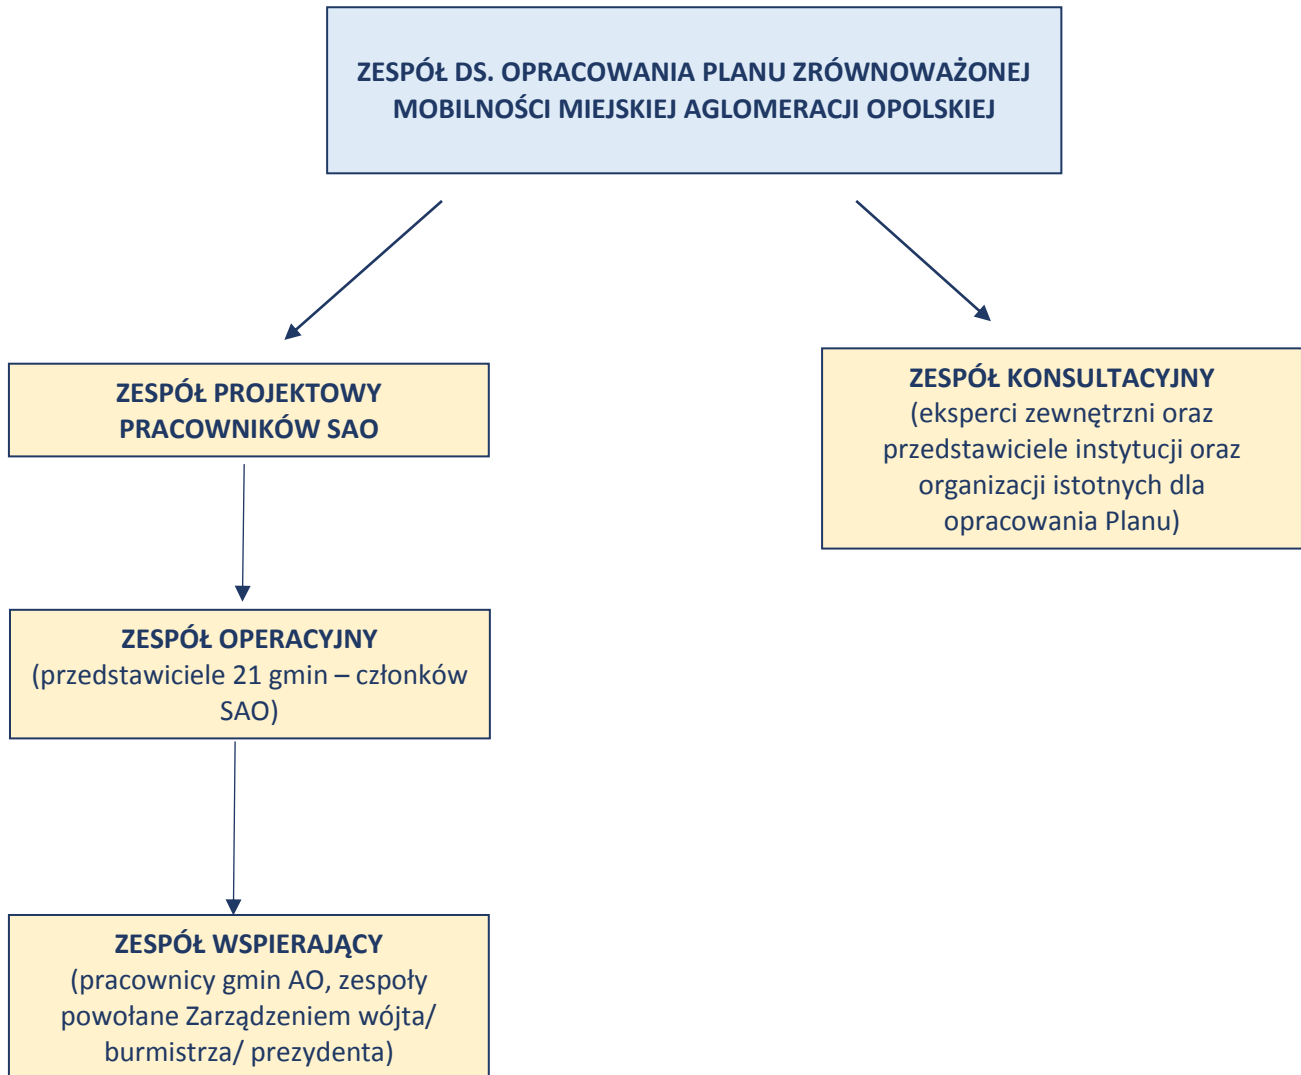 ZESPÓŁ DS. OPRACOWANIA PLANU ZRÓWNOWAŻONEJ
MOBILNOŚCI MIEJSKIEJ AGLOMERACJI OPOLSKIEJ
ZESPÓŁ PROJEKTOWY
PRACOWNIKÓW SAO
ZESPÓŁ KONSULTACYJNY
(eksperci zewnętrzni oraz
przedstawiciele instytucji oraz
organizacji istotnych dla
opracowania Planu)
ZESPÓŁ OPERACYJNY
(przedstawiciele 21 gmin – członków
SAO)
ZESPÓŁ WSPIERAJĄCY
(pracownicy gmin AO, zespoły
powołane Zarządzeniem wójta/
burmistrza/ prezydenta)